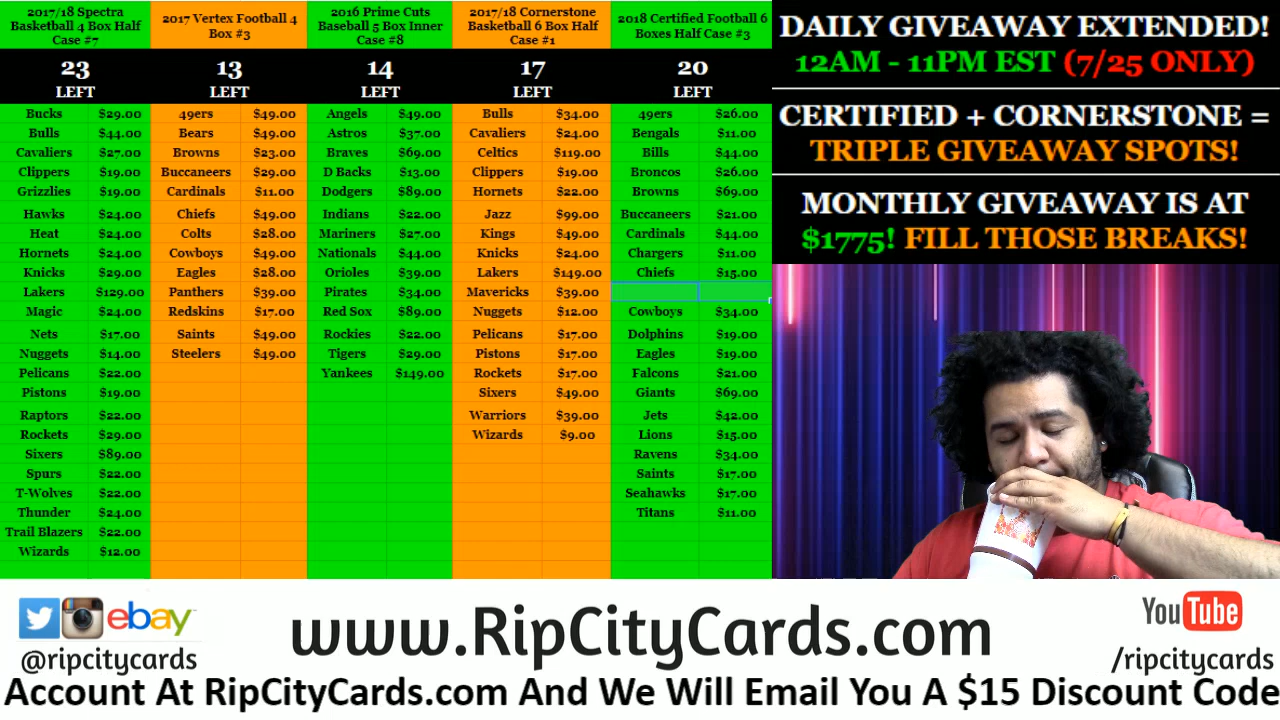 2017/18 Spectra
Basketball 4 Box Half
Case #7
23
LEFT
Bucks $29.00
Bulls $44.00
Cavaliers $27.00
Clippers $19.00
Grizzlies $19.00
Hawks $24.00
Heat $24.00
Hornets $24.00
Knicks $29.00
Lakers $129.00
Magic $24.00
Nets $17.00
Nuggets $14.00
Pelicans $22.00
Pistons $19.00
Raptors $22.00
Rockets $29.00
Sixers $89.00
Spurs $22.00
T-Wolves $22.00
Thunder $24.00
Trail Blazers $22.00
Wizards $12.00
2017 Vertex Football 4
Box #3
13
LEFT
49ers $49.00
Bears $49.00
Browns $23.00
Buccaneers $29.00
Cardinals $11.00
Chiefs $49.00
Colts $28.00
Cowboys $49.00
Eagles $28.00
Panthers $39.00
Redskins $17.00
Saints $49.00
Steelers $49.00
2016 Prime Cuts
Baseball 5 Box Inner
Case #8
14
LEFT
Angels $49.00
Astros $37.00
Braves $69.00
D Backs $13.00
Dodgers $89.00
Indians $22.00
Mariners $27.00
Nationals $44.00
Orioles $39.00
Pirates $34.00
Red Sox $89.00
Rockies $22.00
Tigers $29.00
Yankees $149.00
2017/18 Cornerstone
Basketball 6 Box Half
Case #1
17
LEFT
Bulls $34.00
Cavaliers $24.00
Celtics $119.00
Clippers $19.00
Hornets $22.00
Jazz $99.00
Kings $49.00
Knicks $24.00
Lakers $149.00
Mavericks $39.00
Nuggets $12.00
Pelicans $17.00
Pistons $17.00
Rockets $17.00
Sixers $49.00
Warriors $39.00
Wizards $9.00
2018 Certified Football 6
Boxes Half Case #3
20
LEFT
49ers $26.00
Bengals $11.00
Bills $44.00
Broncos $26.00
Browns $69.00
Buccaneers $21.00
Cardinals $44.00
Chargers $11.00
Chiefs $15.00
Cowboys $34.00
Dolphins $19.00
Eagles $19.00
Falcons $21.00
Giants $69.00
Jets $42.00
Lions $15.00
Ravens $34.00
Saints $17.00
Seahawks $17.00
Titans $11.00
DAILY GIVEAWAY EXTENDED!
12AM - 11PM EST (7/25 ONLY)
CERTIFIED + CORNERSTONE =
TRIPLE GIVEAWAY SPOTS!
MONTHLY GIVEAWAY IS AT
$1775! FILL THOSE BREAKS!
ebay
@ripcitycards
www.RipCityCards.com
YouTube
/ripcitycards
Account At RipCityCards.com And We Will Email You A $15 Discount Code